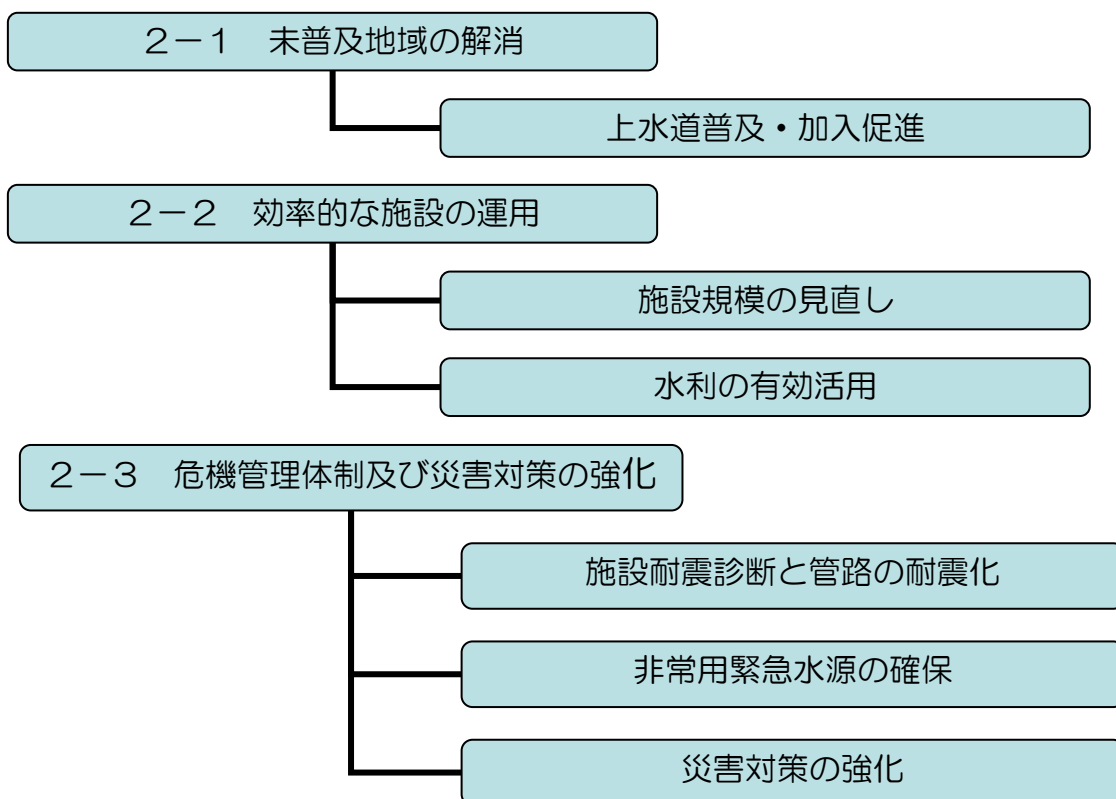 2－1　未普及地域の解消
上水道普及・加入促進
2－2　効率的な施設の運用
施設規模の見直し
水利の有効活用
2－3　危機管理体制及び災害対策の強化
施設耐震診断と管路の耐震化
非常用緊急水源の確保
災害対策の強化